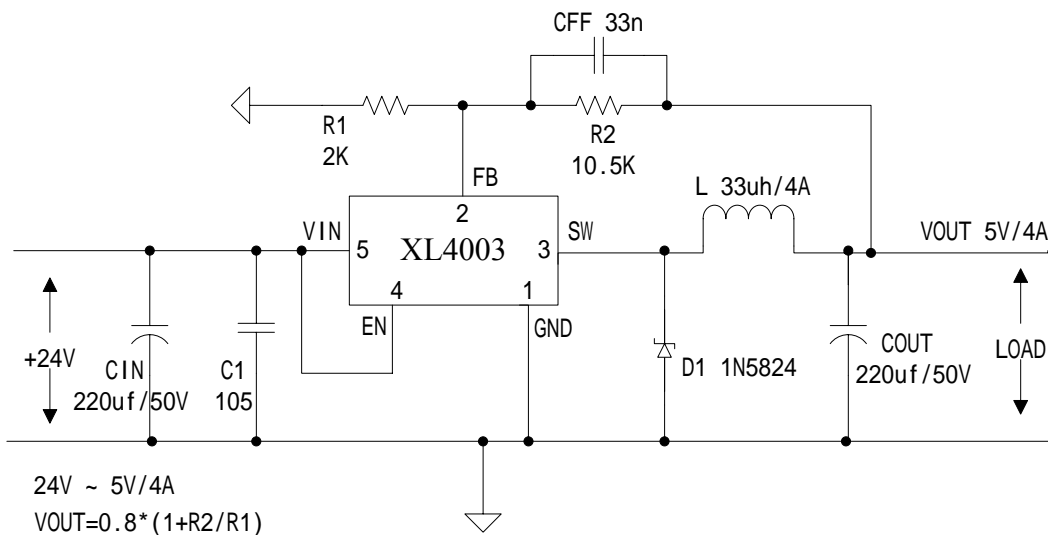 CFF 33n
R1
2K
R2
10.5K
FB
L 33uh/4A
VIN
2
SW
VOUT 5V/4A
5
XL4003
3
4
1
EN
GND
+24V
CIN
220uf/50V
C1
105
D1 1N5824
COUT
220uf/50V
LOAD
24V ~ 5V/4A
VOUT=0.8*(1+R2/R1)